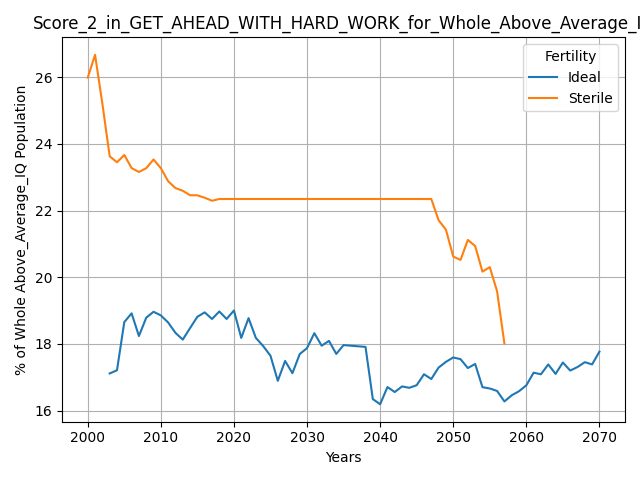 Score_2_in_GET_AHEAD_WITH_HARD_WORK_for_Whole_Above_Average_I
% of Whole Above_Average_IQ Population
26
24
22
20
18
16
Fertility
Ideal
Sterile
2000 2010 2020 2030 2040 2050 2060 2070
Years